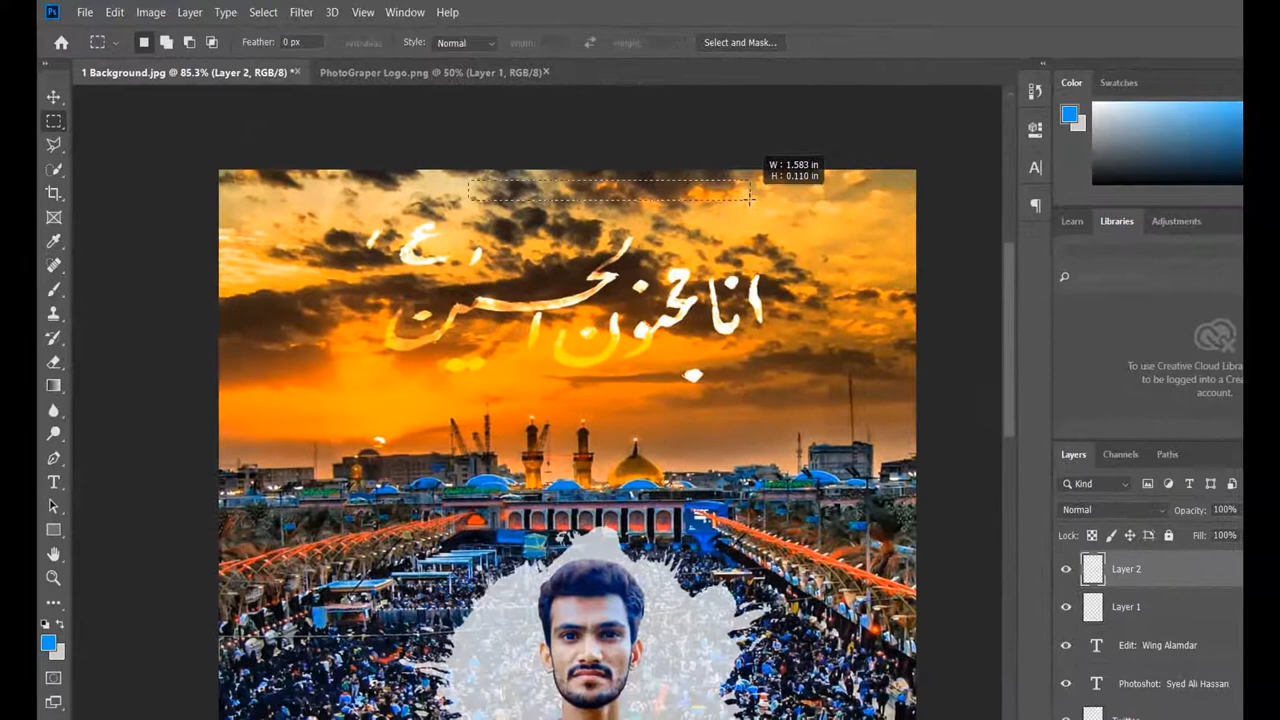 Ps File Edit Image Layer Type Select Filter 3D View Window Help
Feather: 0 px Style: Normal Width: Height: Select and Mask...
1 Background.jpg @ 85.3% (Layer 2, RGB/8) * × PhotoGraper Logo.png @ 50% (Layer 1, RGB/8) ×
Color Swatches
W : 1.583 in
H : 0.110 in
انا مجنون الحسین ع
Learn Libraries Adjustments
To use Creative Cloud Libra
to be logged into a Crea
account.
Layers Channels Paths
Kind
Normal Opacity: 100%
Lock: Fill: 100%
Layer 2
Layer 1
T Edit: Wing Alamdar
T Photoshot: Syed Ali Hassan